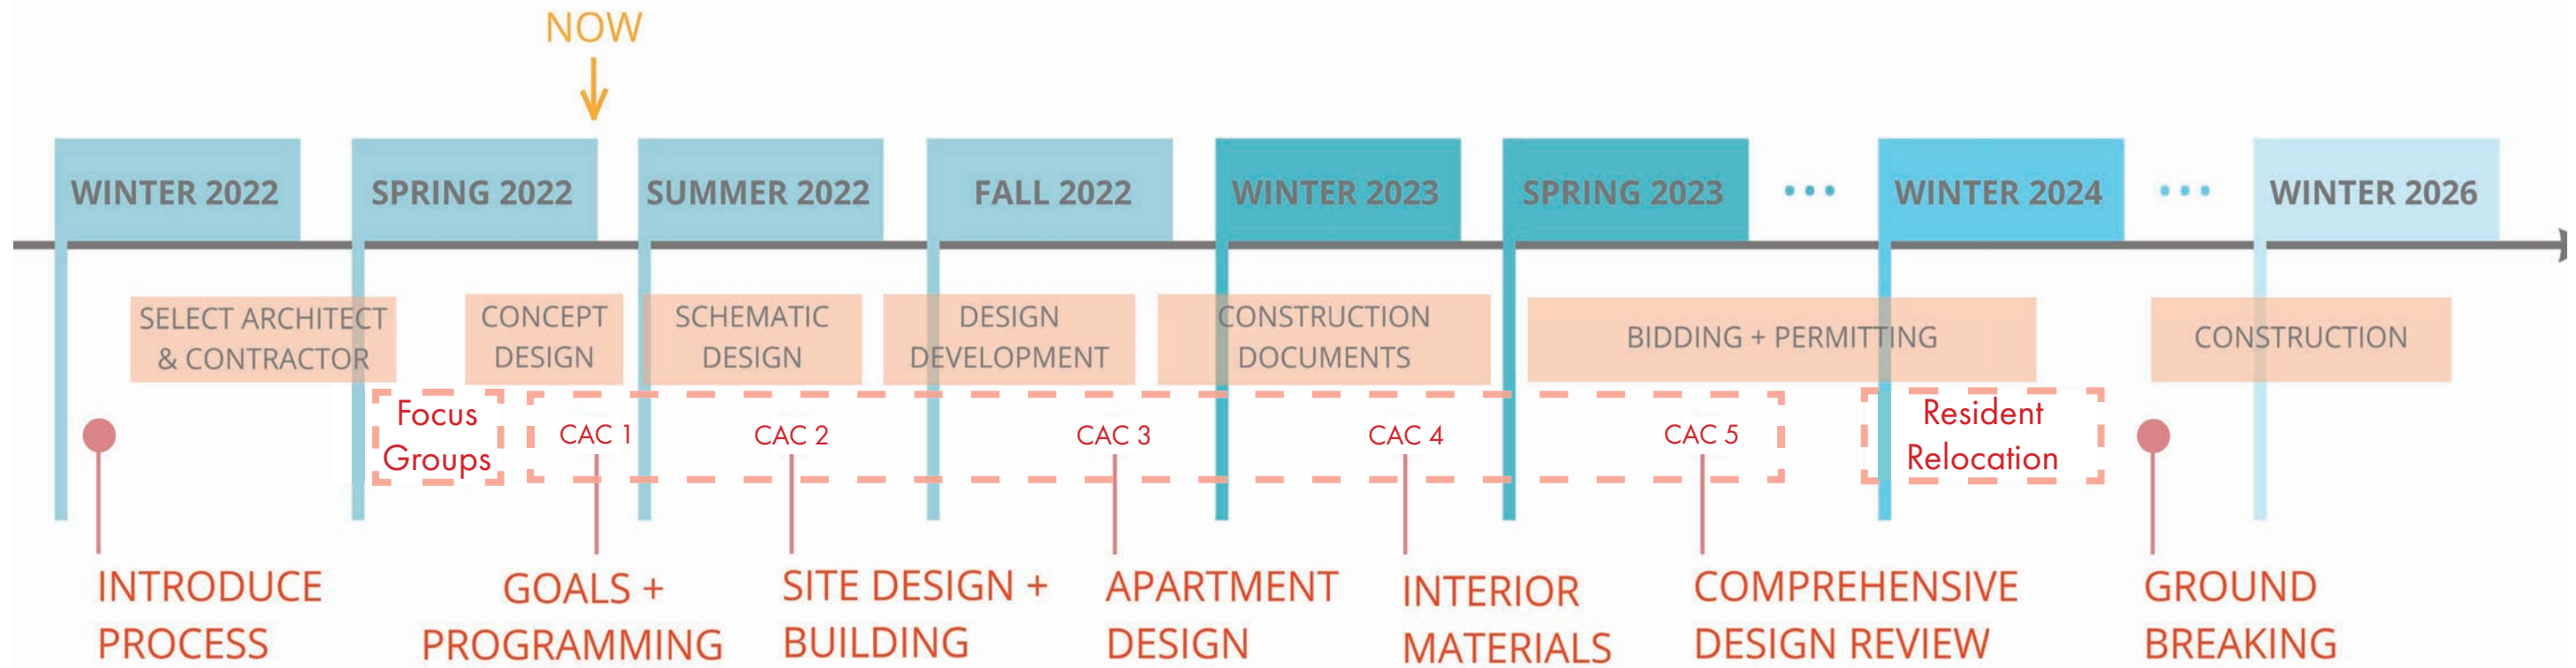 NOW
WINTER 2022
SPRING 2022
SUMMER 2022
FALL 2022
WINTER 2023
SPRING 2023
...
WINTER 2024
...
WINTER 2026
SELECT ARCHITECT
& CONTRACTOR
CONCEPT
DESIGN
SCHEMATIC
DESIGN
DESIGN
DEVELOPMENT
CONSTRUCTION
DOCUMENTS
BIDDING + PERMITTING
CONSTRUCTION
Focus
Groups
CAC 1
CAC 2
CAC 3
CAC 4
CAC 5
Resident
Relocation
INTRODUCE
PROCESS
GOALS +
PROGRAMMING
SITE DESIGN +
BUILDING
APARTMENT
DESIGN
INTERIOR
MATERIALS
COMPREHENSIVE
DESIGN REVIEW
GROUND
BREAKING